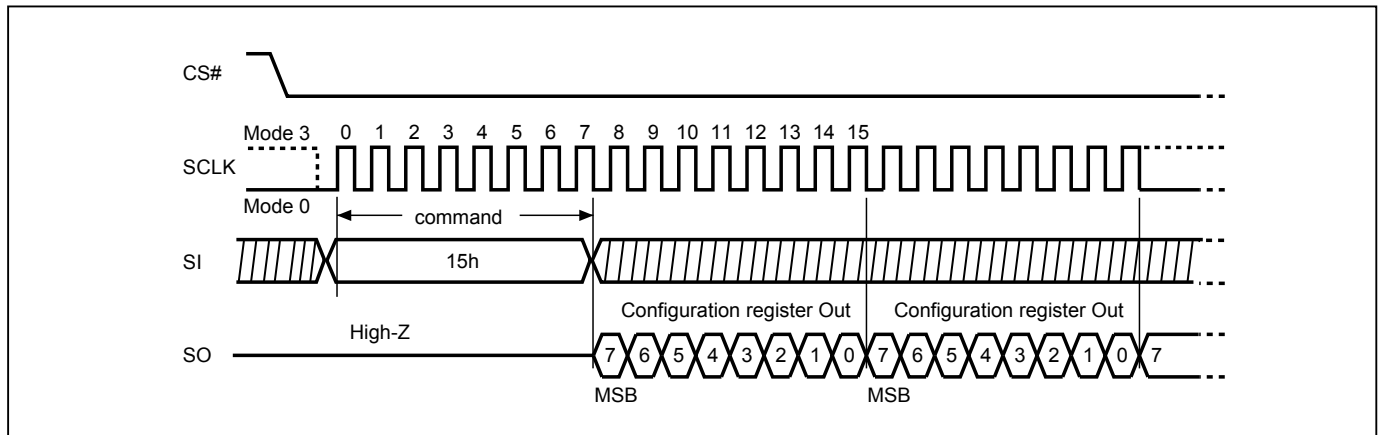 CS#
Mode 3 0 1 2 3 4 5 6 7 8 9 10 11 12 13 14 15
SCLK
Mode 0
command
SI
15h
Configuration register Out Configuration register Out
High-Z
SO
7 6 5 4 3 2 1 0 7 6 5 4 3 2 1 0 7
MSB MSB